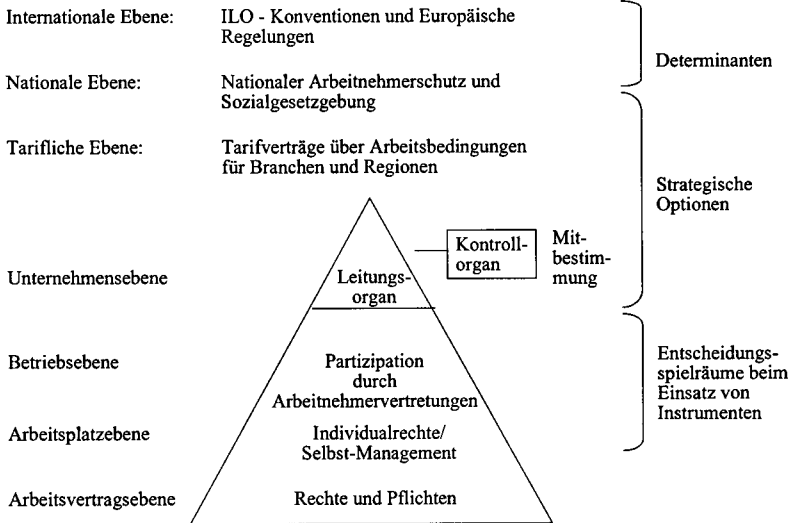 Internationale Ebene: ILO - Konventionen und Europäische
Regelungen
Determinanten
Nationale Ebene: Nationaler Arbeitnehmerschutz und
Sozialgesetzgebung
Tarifliche Ebene: Tarifverträge über Arbeitsbedingungen
für Branchen und Regionen
Strategische
Optionen
Kontroll-
organ
Mit-
bestim-
mung
Unternehmensebene
Leitungs-
organ
Betriebsebene
Partizipation
durch
Arbeitnehmervertretungen
Entscheidungs-
spielräume beim
Einsatz von
Instrumenten
Arbeitsplatzebene
Individualrechte/
Selbst-Management
Arbeitsvertragsebene
Rechte und Pflichten